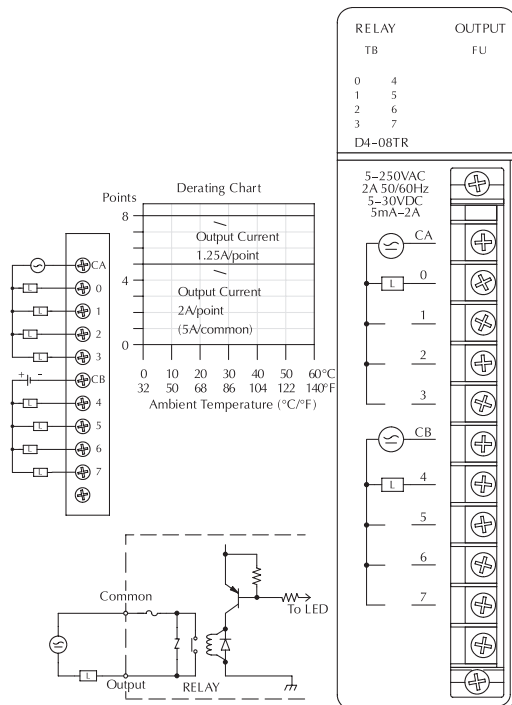 RELAY OUTPUT
TB FU
0 4
1 5
2 6
3 7
D4–08TR
5–250VAC
2A 50/60Hz
5–30VDC
5mA–2A
CA
L 0
1
2
3
CB
L 4
5
6
7
Derating Chart
Points
8
4
0
Output Current
1.25A/point
Output Current
2A/point
(5A/common)
0 10 20 30 40 50 60°C
32 50 68 86 104 122 140°F
Ambient Temperature (°C/°F)
CA
L 0
L 1
L 2
L 3
+ - CB
L 4
L 5
L 6
L 7
Common
To LED
L
Output
RELAY